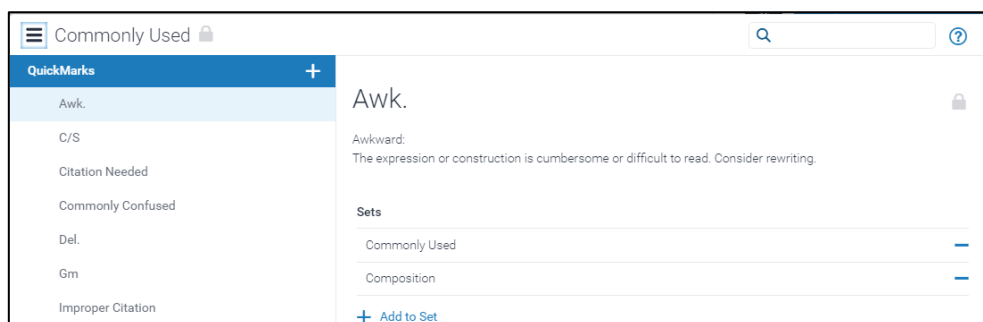 Commonly Used
QuickMarks
Awk.
C/S
Citation Needed
Commonly Confused
Del.
Gm
Improper Citation
Awk.
Awkward:
The expression or construction is cumbersome or difficult to read. Consider rewriting.
Sets
Commonly Used
Composition
+ Add to Set